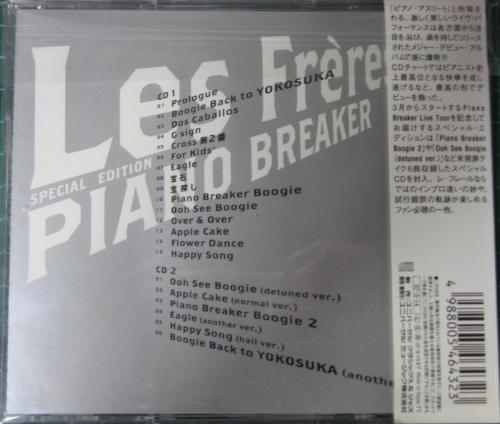 Les Frères
SPECIAL EDITION
PIANO BREAKER
CD 1
01 Prologue
02 Boogie Back to YOKOSUKA
03 Dos Caballos
04 G sign
05 Cross第2番
06 For Kids'
07 Eagle
08 宝石
09 宝探し
10 Piano Breaker Boogie
11 Ooh See Boogie
12 Over & Over
13 Apple Cake
14 Flower Dance
15 Happy Song
CD 2
01 Ooh See Boogie (detuned ver.)
02 Apple Cake (normal ver.)
03 Piano Breaker Boogie 2
04 Eagle (another ver.)
05 Happy Song (hall ver.)
06 Boogie Back to YOKOSUKA (another
「ピアノ・アスリート」と形容さ
れる、激しく美しいライヴ・パ
フォーマンスは各方面から注
目を浴び、満を持してリリース
されたメジャー・デビュー・アル
バムで遂に爆発!!
CDチャートではピアニスト史
上最高位となる快挙を成し
遂げるなど、最高の形でデ
ビューを飾った。
3月からスタートするPiano
Breaker Live Tourを記念して
お届けするスペシャル・エ
ディションは「Piano Breaker
Boogie 2」や「Ooh See Boogie
(detuned ver.)」など未発表テ
イク6曲収録したスペシャル
CDを封入。レ・フレールなら
ではのインプロ違いの妙や、
試行錯誤の軌跡が楽しめる
ファン必聴の一枚。
4988005464323